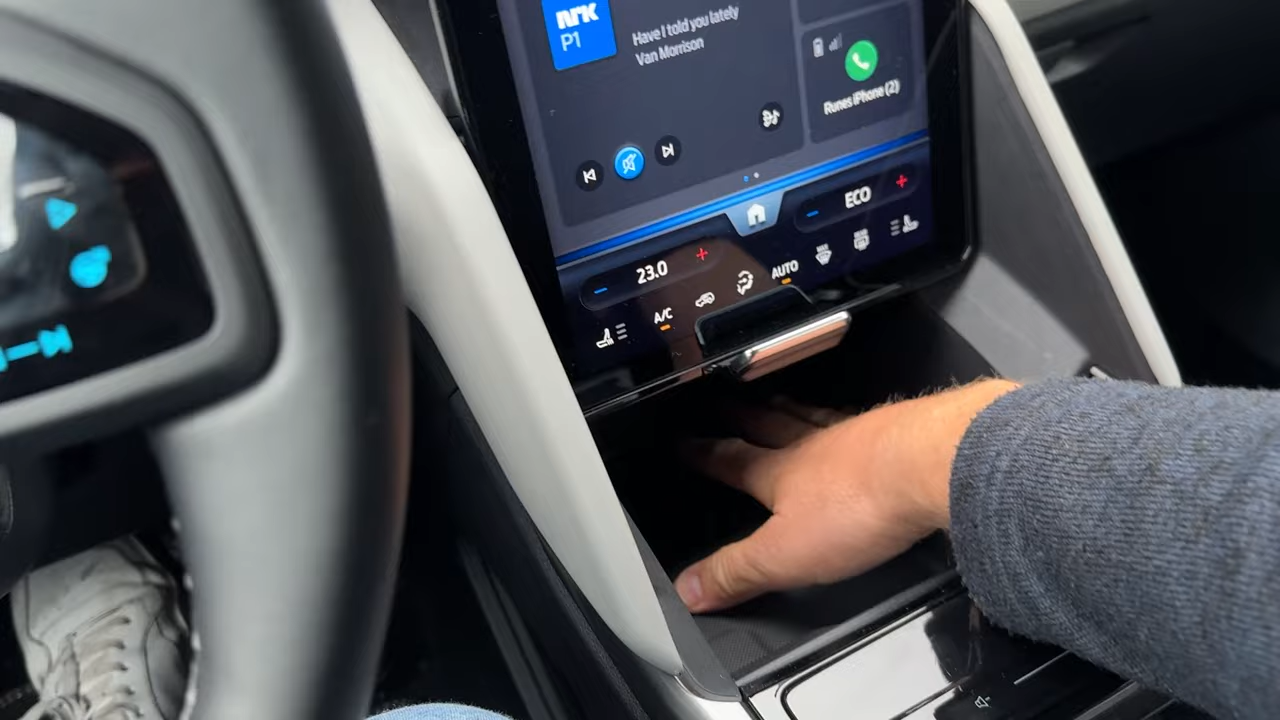 NRK
P1
Have I told you lately
Van Morrison
Runes iPhone (2)
ECO
23.0
AUTO
A/C